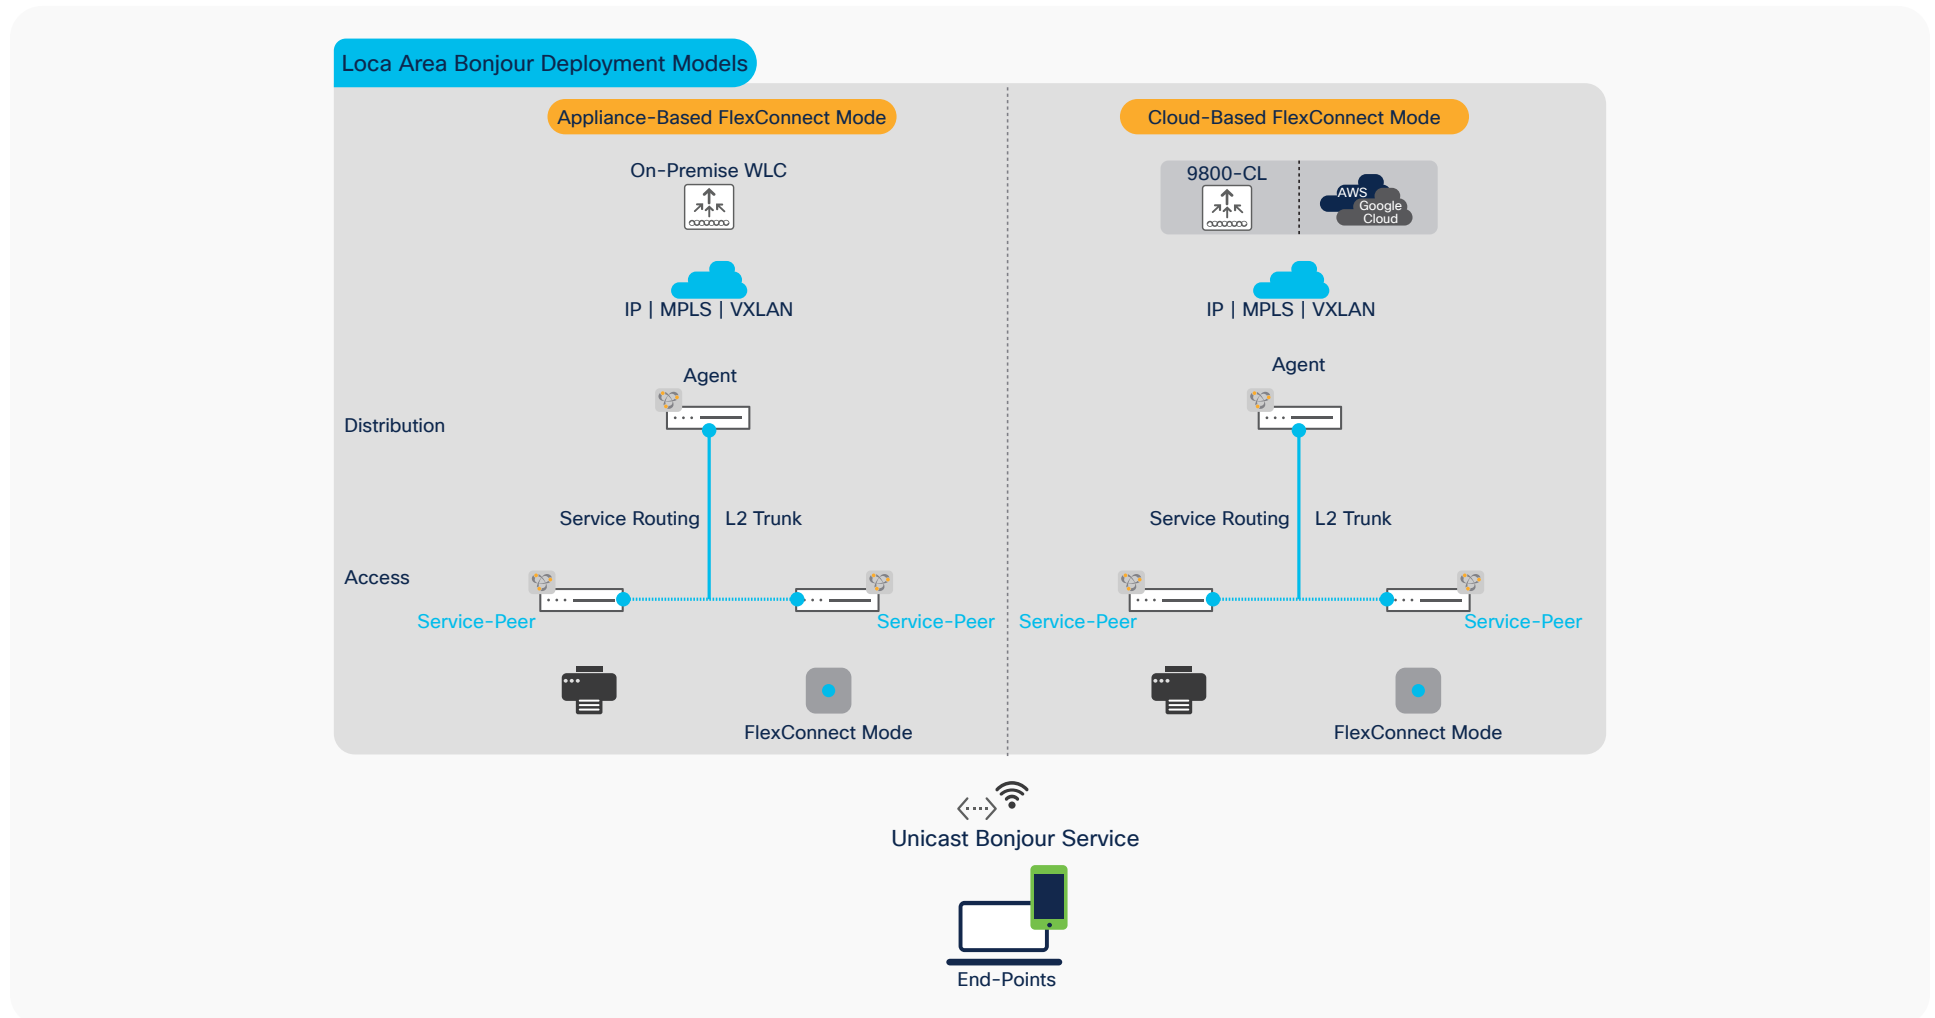 Loca Area Bonjour Deployment Models
Appliance-Based FlexConnect Mode
On-Premise WLC
IP | MPLS | VXLAN
Agent
Distribution
Service Routing
L2 Trunk
Access
Service-Peer
Service-Peer
FlexConnect Mode
Cloud-Based FlexConnect Mode
9800-CL
AWS
Google
Cloud
IP | MPLS | VXLAN
Agent
Service Routing
L2 Trunk
Service-Peer
Service-Peer
FlexConnect Mode
Unicast Bonjour Service
End-Points